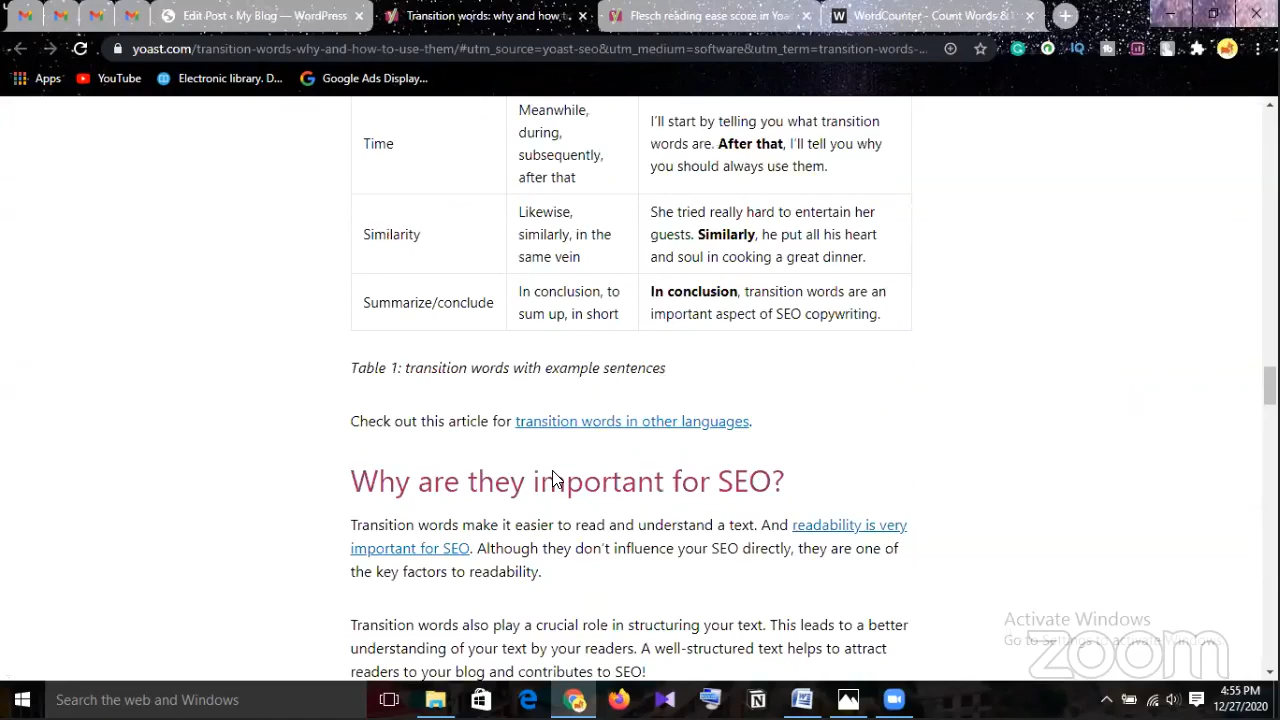 Edit Post ‹ My Blog — WordPress
Transition words: why and how t
Flesch reading ease score in Yoa
WordCounter - Count Words &
yoast.com/transition-words-why-and-how-to-use-them/#utm_source=yoast-seo&utm_medium=software&utm_term=transition-words-...
Apps
YouTube
Electronic library. D...
Google Ads Display...
Time
Meanwhile,
during,
subsequently,
after that
I'll start by telling you what transition
words are. After that, I'll tell you why
you should always use them.
Similarity
Likewise,
similarly, in the
same vein
She tried really hard to entertain her
guests. Similarly, he put all his heart
and soul in cooking a great dinner.
Summarize/conclude
In conclusion, to
sum up, in short
In conclusion, transition words are an
important aspect of SEO copywriting.
Table 1: transition words with example sentences
Check out this article for transition words in other languages.
Why are they important for SEO?
Transition words make it easier to read and understand a text. And readability is very
important for SEO. Although they don't influence your SEO directly, they are one of
the key factors to readability.
Transition words also play a crucial role in structuring your text. This leads to a better
understanding of your text by your readers. A well-structured text helps to attract
readers to your blog and contributes to SEO!
Activate Windows
Go to Settings to activate Windows.
zoom
Search the web and Windows
4:55 PM
12/27/2020